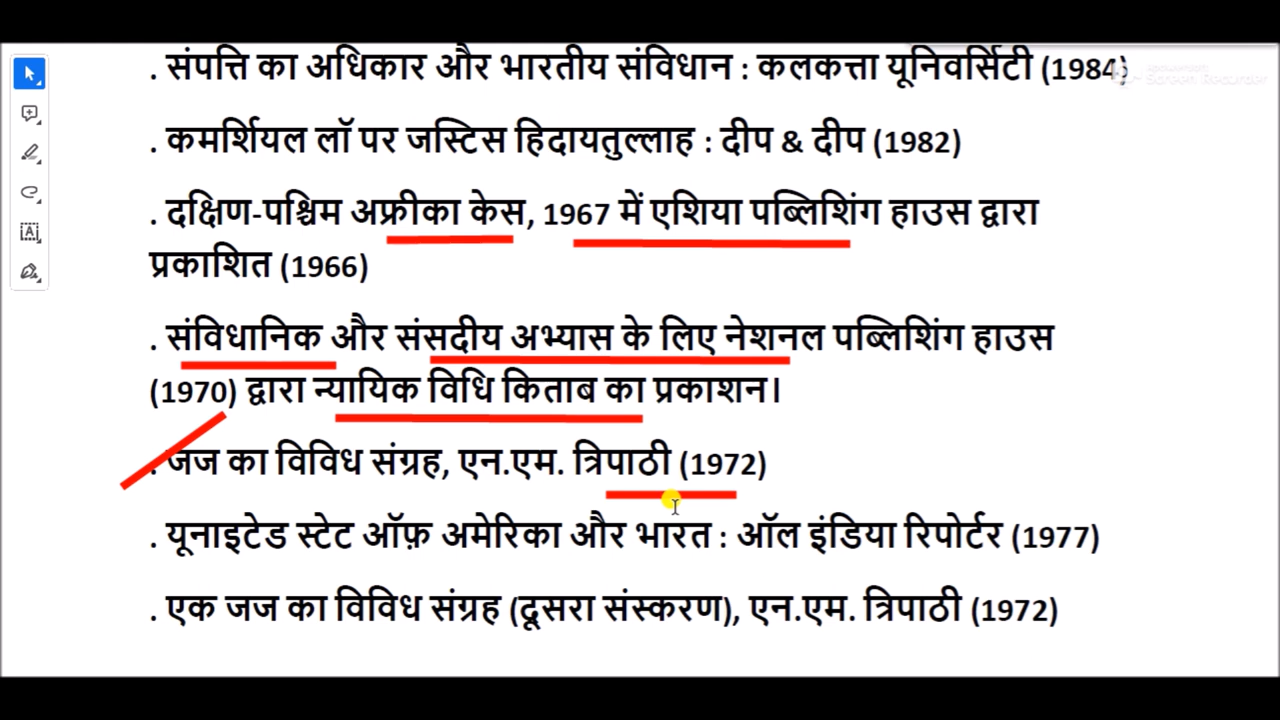 . संपत्ति का अधिकार और भारतीय संविधान : कलकत्ता यूनिवर्सिटी (1984)
. कमर्शियल लॉ पर जस्टिस हिदायतुल्लाह : दीप & दीप (1982)
. दक्षिण-पश्चिम अफ्रीका केस, 1967 में एशिया पब्लिशिंग हाउस द्वारा
प्रकाशित (1966)
. संविधानिक और संसदीय अभ्यास के लिए नेशनल पब्लिशिंग हाउस
(1970) द्वारा न्यायिक विधि किताब का प्रकाशन।
. जज का विविध संग्रह, एन.एम. त्रिपाठी (1972)
. यूनाइटेड स्टेट ऑफ़ अमेरिका और भारत : ऑल इंडिया रिपोर्टर (1977)
. एक जज का विविध संग्रह (दूसरा संस्करण), एन.एम. त्रिपाठी (1972)
Screen Recorder